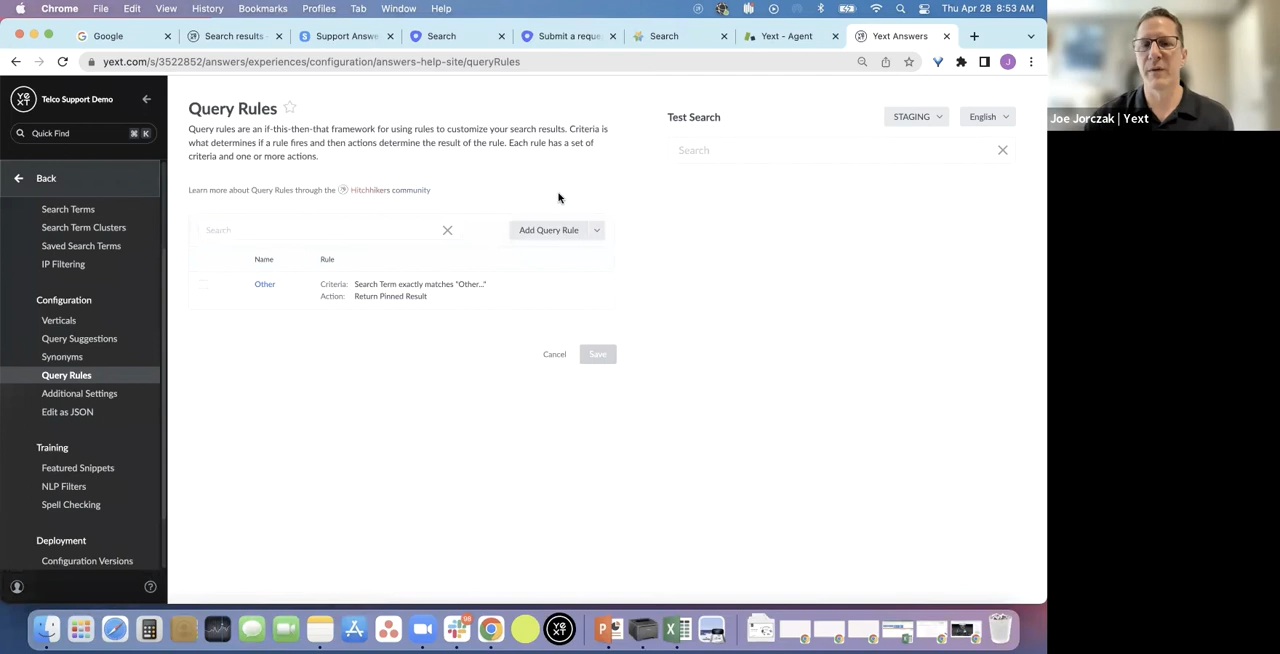 Chrome File Edit View History Bookmarks Profiles Tab Window Help Thu Apr 28 8:53 AM
Google Search results - Support Answe Search Submit a reque Search Yext - Agent Yext Answers
yext.com/s/3522852/answers/experiences/configuration/answers-help-site/queryRules J
yext Telco Support Demo
Quick Find ⌘ K
Back
Search Terms
Search Term Clusters
Saved Search Terms
IP Filtering
Configuration
Verticals
Query Suggestions
Synonyms
Query Rules
Additional Settings
Edit as JSON
Training
Featured Snippets
NLP Filters
Spell Checking
Deployment
Configuration Versions
Query Rules
Query rules are an if-this-then-that framework for using rules to customize your search results. Criteria is
what determines if a rule fires and then actions determine the result of the rule. Each rule has a set of
criteria and one or more actions.
Learn more about Query Rules through the Hitchhikers community
Search
Add Query Rule
Name Rule
Other Criteria: Search Term exactly matches "Other..."
Action: Return Pinned Result
Cancel Save
Test Search STAGING English
Search
Joe Jorczak | Yext
98
yext